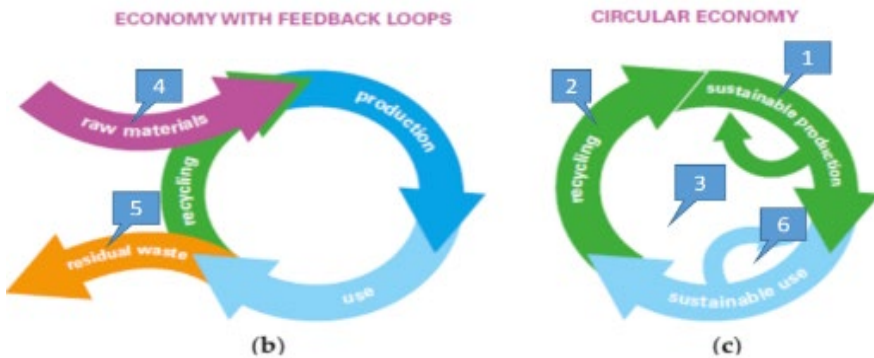 ECONOMY WITH FEEDBACK LOOPS
4
raw materials
production
recycling
5
residual waste
use
(b)
CIRCULAR ECONOMY
1
2
sustainable production
recycling
3
6
sustainable use
(c)